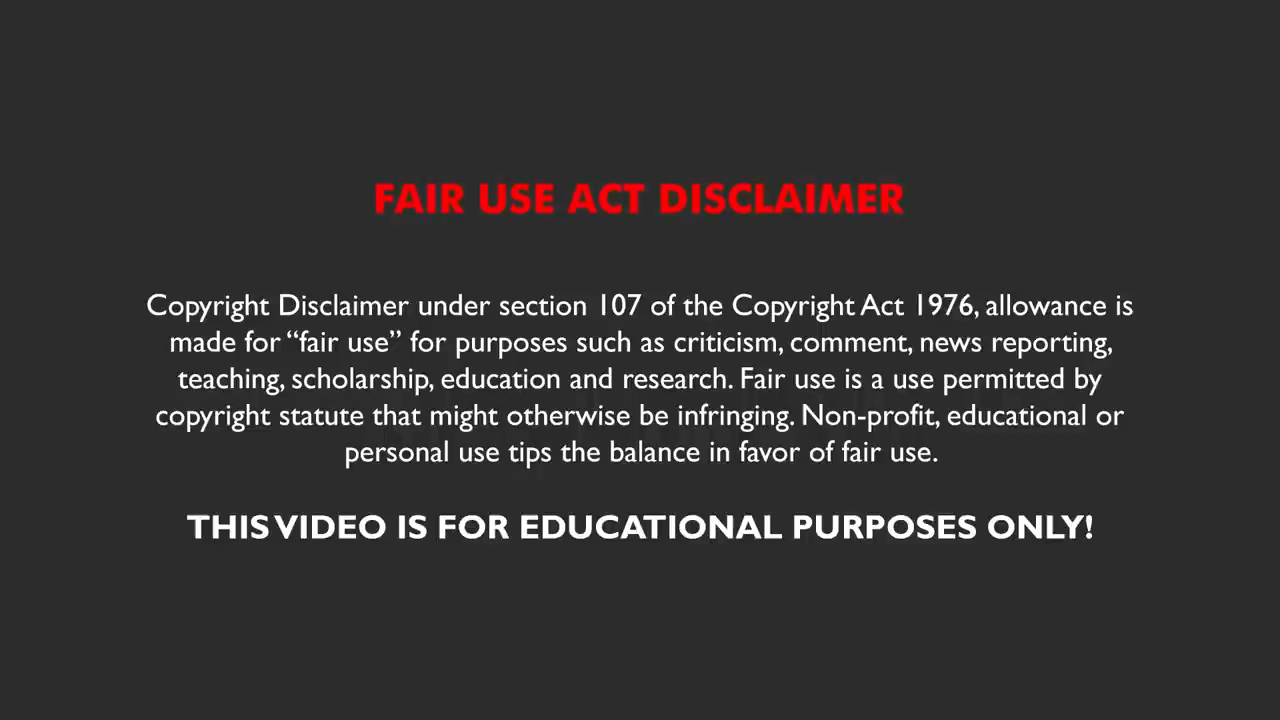 FAIR USE ACT DISCLAIMER
Copyright Disclaimer under section 107 of the Copyright Act 1976, allowance is
made for “fair use” for purposes such as criticism, comment, news reporting,
teaching, scholarship, education and research. Fair use is a use permitted by
copyright statute that might otherwise be infringing. Non-profit, educational or
personal use tips the balance in favor of fair use.
THIS VIDEO IS FOR EDUCATIONAL PURPOSES ONLY!